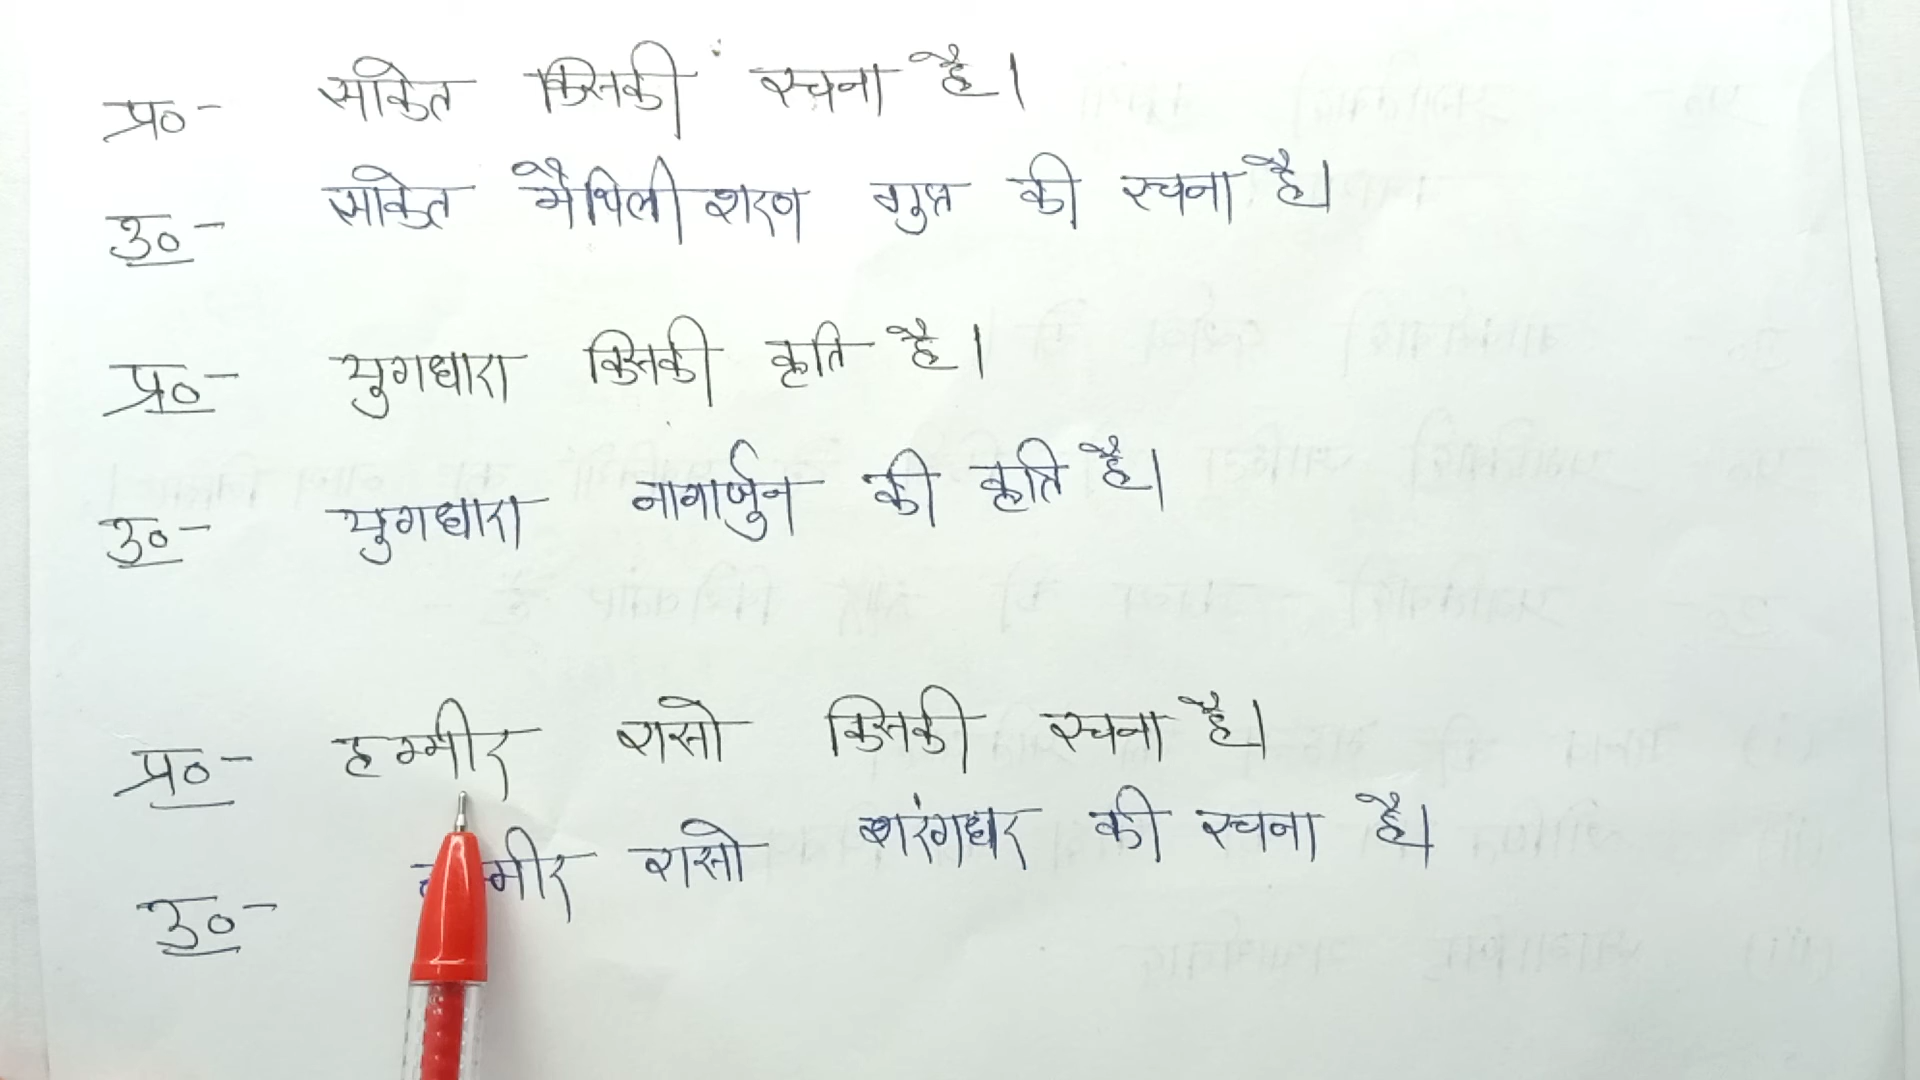 प्र०- साकेत किसकी रचना है।
उ०- साकेत मैथिलीशरण गुप्त की रचना है।
प्र०- युगधारा किसकी कृति है।
उ०- युगधारा नागार्जुन की कृति है।
प्र०- हम्मीर रासो किसकी रचना है।
उ०- रासो शारंगधर की रचना है।